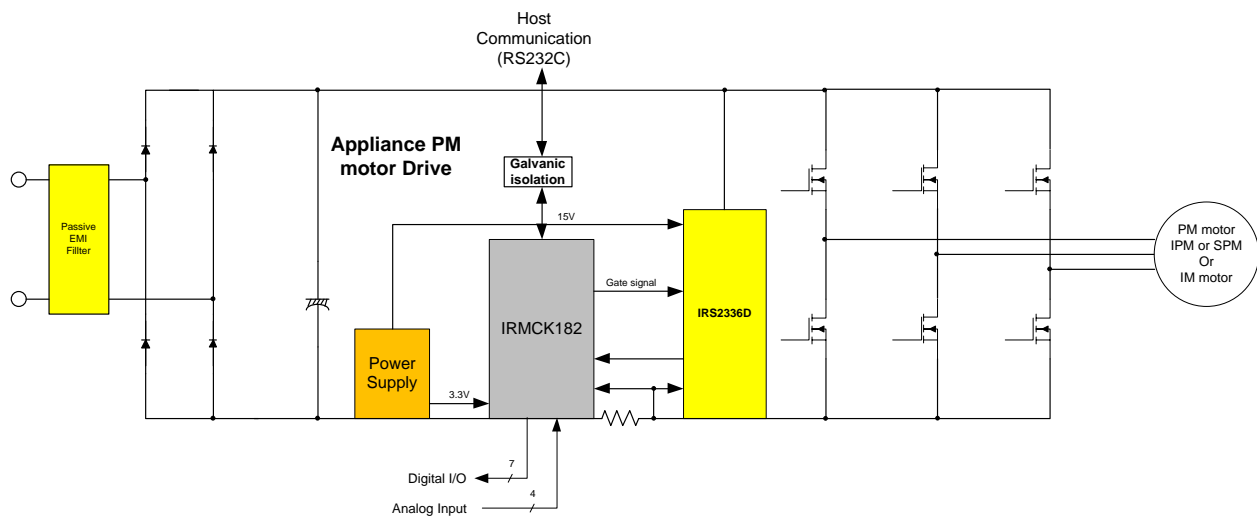 Host
Communication
(RS232C)
Appliance PM
motor Drive
Galvanic
isolation
Passive
EMI
Fillter
15V
Gate signal
IRMCK182
IRS2336D
PM motor
IPM or SPM
Or
IM motor
Power
Supply
3.3V
7
Digital I/O
4
Analog Input